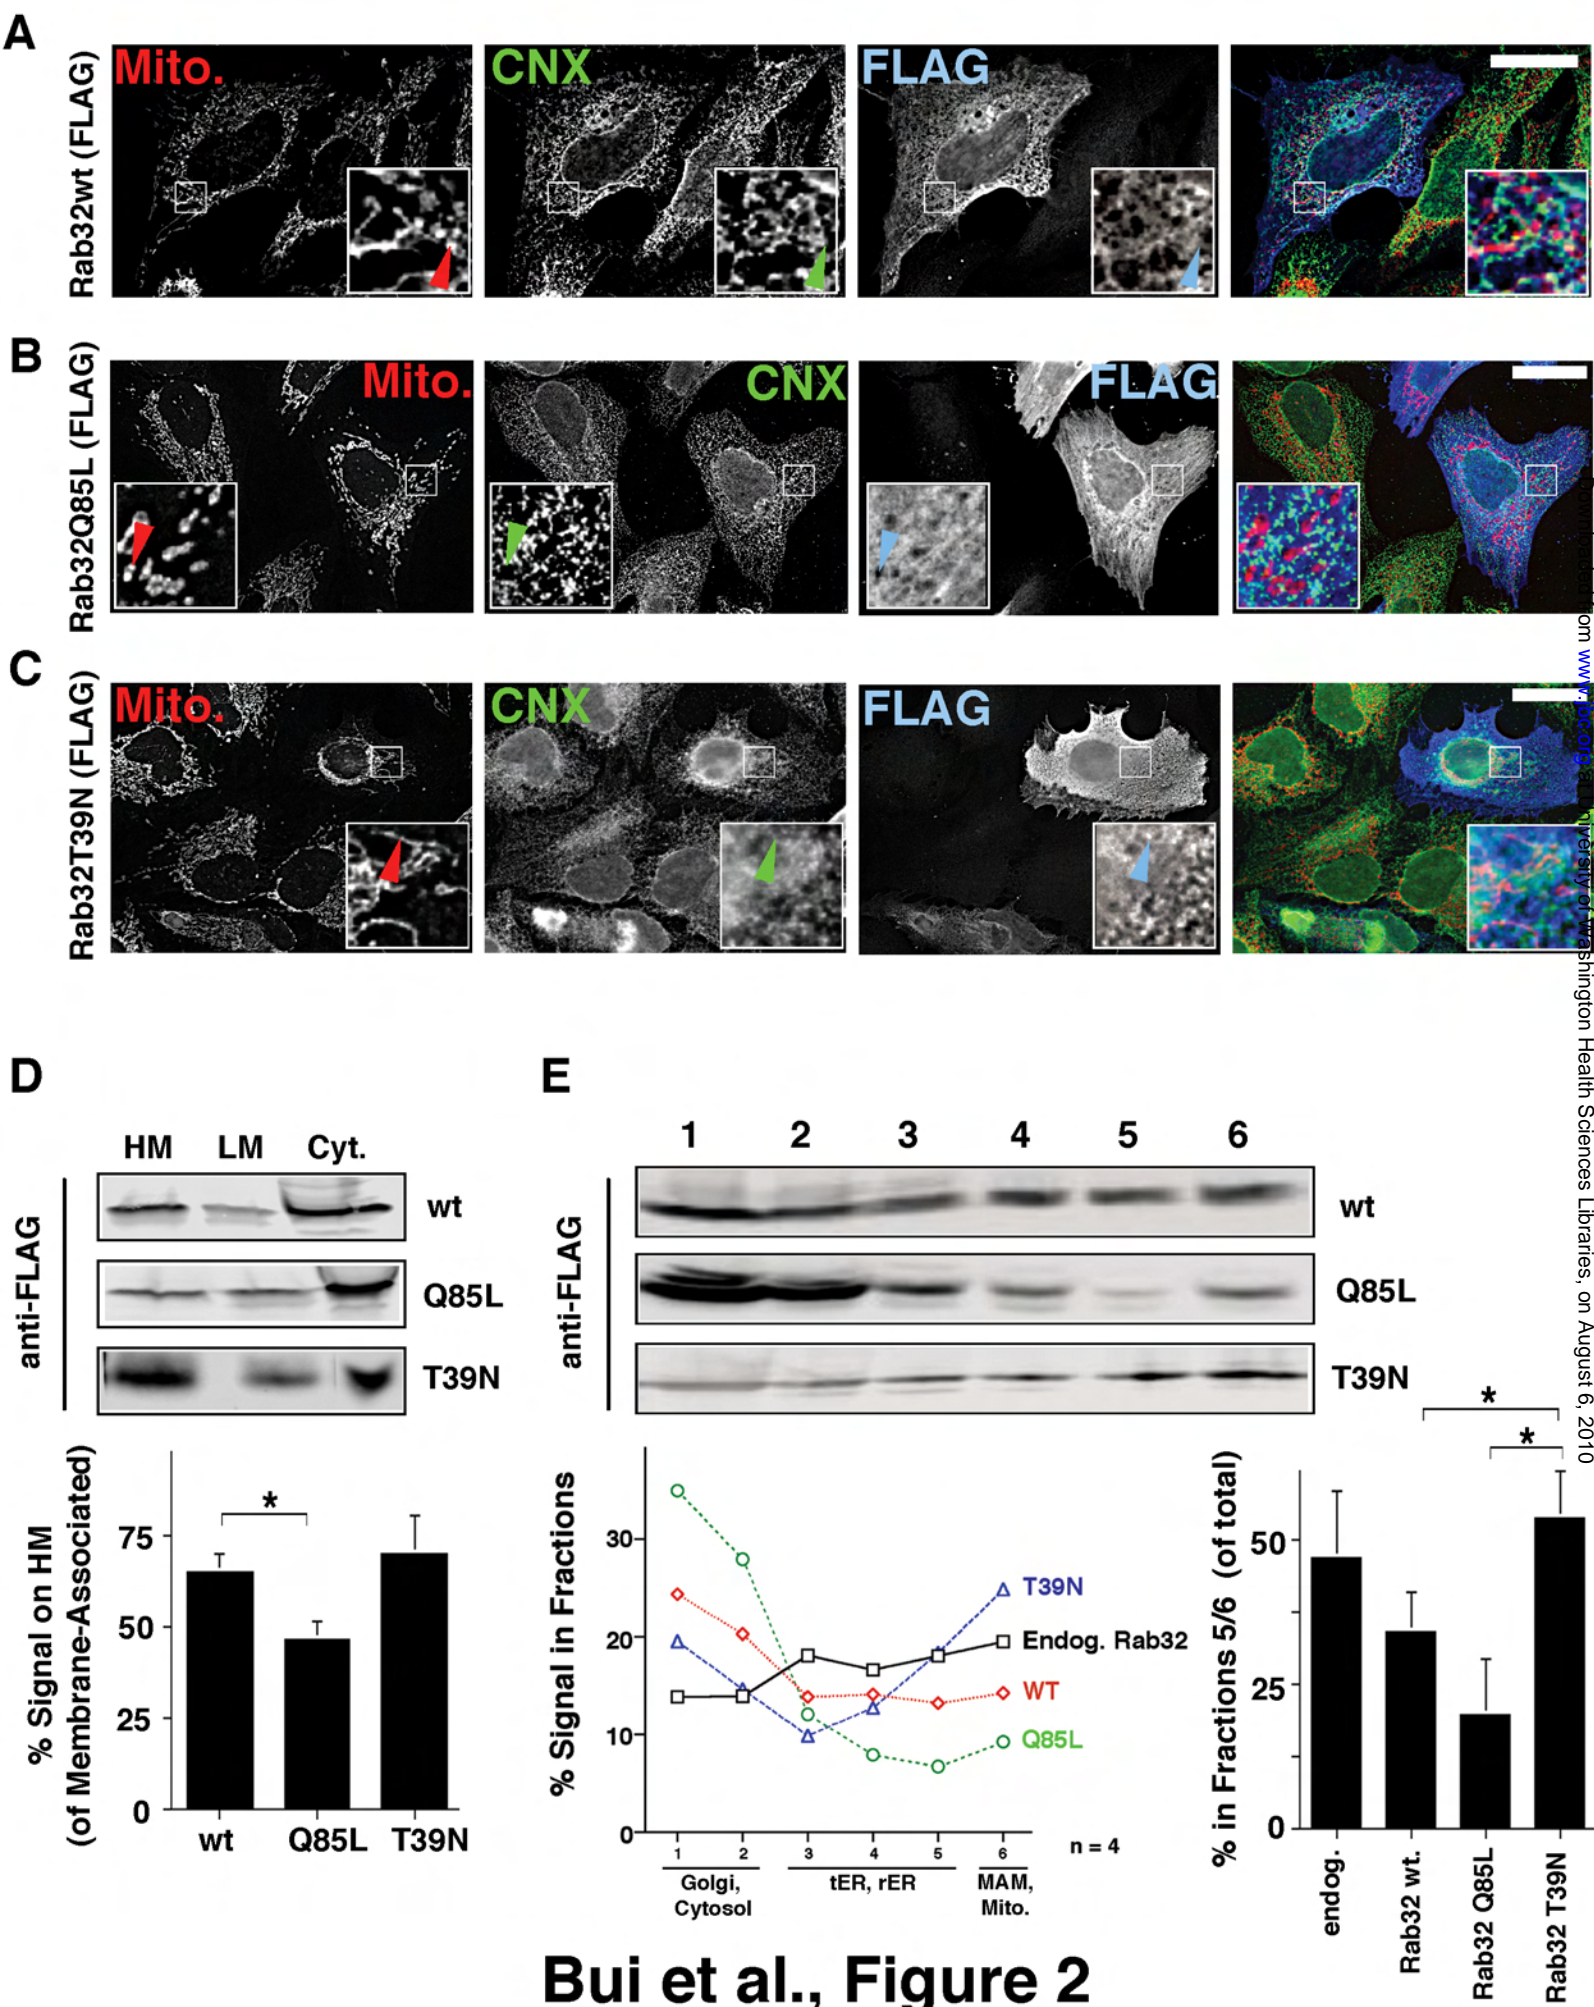 A
Rab32wt (FLAG)
Mito.
CNX
FLAG
B
Rab32Q85L (FLAG)
Mito.
CNX
FLAG
C
Rab32T39N (FLAG)
Mito.
CNX
FLAG
www.jbc.org
University of Washington Health Sciences Libraries, on August 6, 2010
D
HM LM Cyt.
anti-FLAG
wt
Q85L
T39N
% Signal on HM
(of Membrane-Associated)
75
50
25
0
*
wt Q85L T39N
E
1 2 3 4 5 6
anti-FLAG
wt
Q85L
T39N
% Signal in Fractions
30
20
10
0
T39N
Endog. Rab32
WT
Q85L
1 2 3 4 5 6
n = 4
Golgi,
Cytosol
tER, rER
MAM,
Mito.
% in Fractions 5/6 (of total)
50
25
0
*
*
endog.
Rab32 wt.
Rab32 Q85L
Rab32 T39N
Bui et al., Figure 2